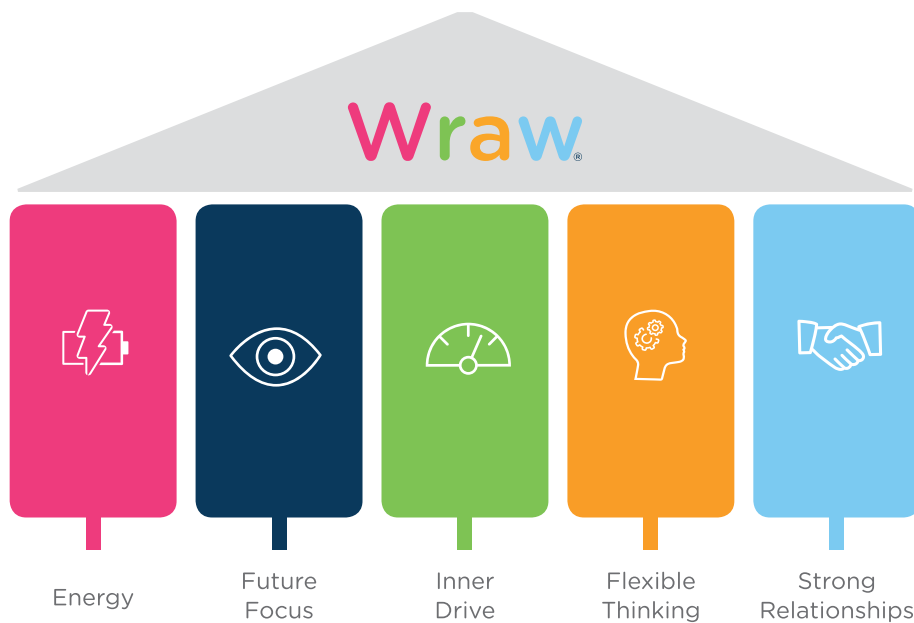 Wraw®
Energy
Future
Focus
Inner
Drive
Flexible
Thinking
Strong
Relationships